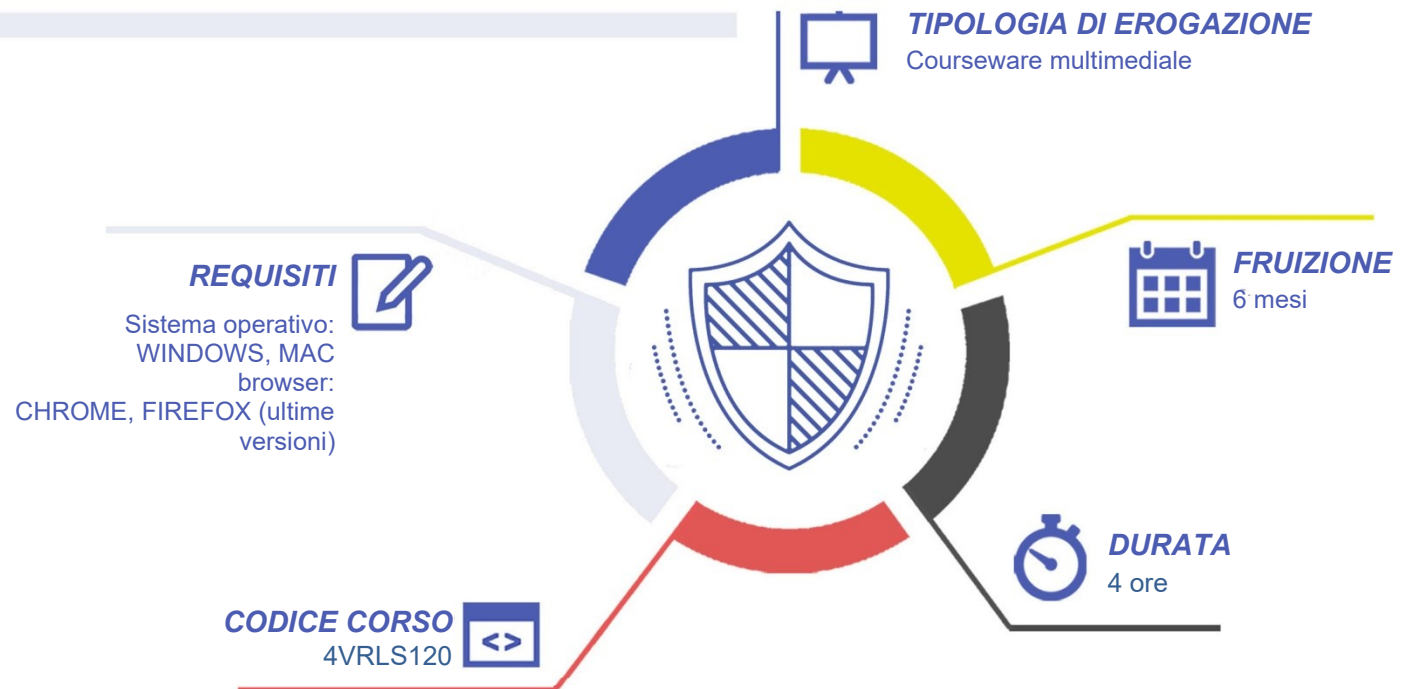 TIPOLOGIA DI EROGAZIONE
Courseware multimediale
REQUISITI
Sistema operativo:
WINDOWS, MAC
browser:
CHROME, FIREFOX (ultime
versioni)
FRUIZIONE
6 mesi
DURATA
4 ore
CODICE CORSO
4VRLS120
<>